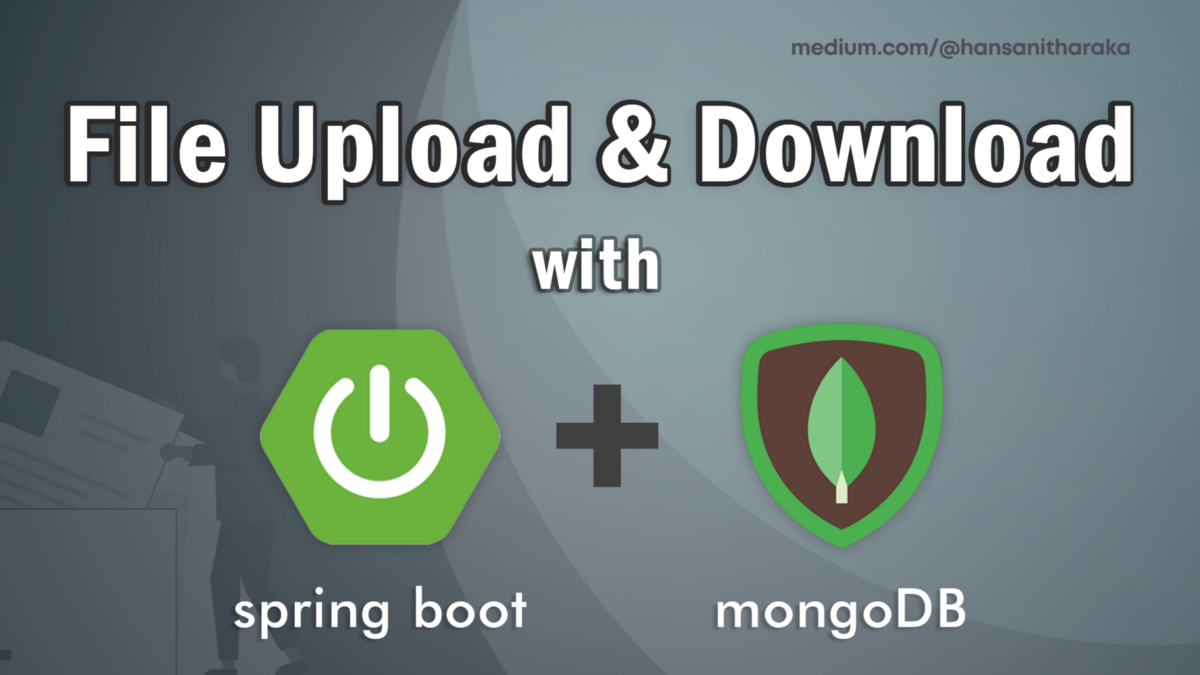 medium.com/@hansanitharaka
File Upload & Download
with
spring boot
mongoDB